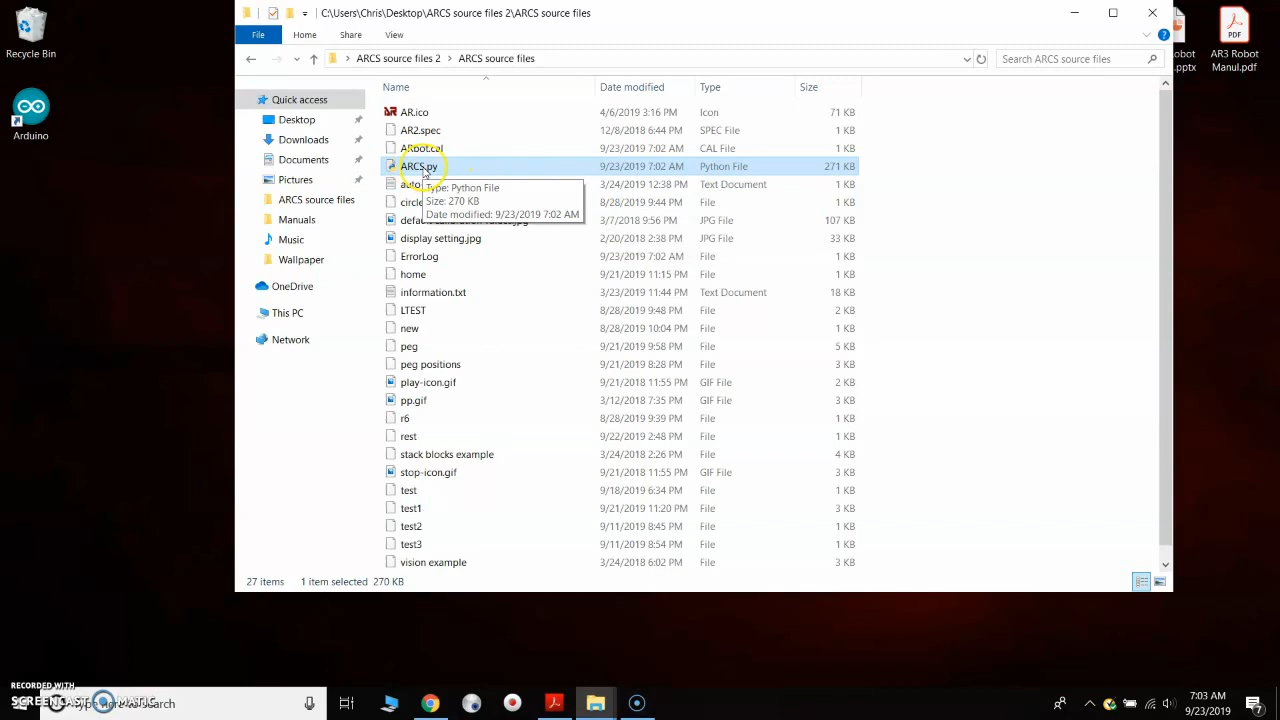 Recycle Bin
Arduino
C:\Users\Chris\Desktop\ARCS source files 2\ARCS source files
File Home Share View
ARCS source files 2 > ARCS source files
Search ARCS source files
Quick access
Desktop
Downloads
Documents
Pictures
ARCS source files
Manuals
Music
Wallpaper
OneDrive
This PC
Network
Name Date modified Type Size
AR.ico 4/6/2019 3:16 PM Icon 71 KB
AR2.spec 12/8/2018 6:44 PM SPEC File 1 KB
ARbot.cal 9/23/2019 7:02 AM CAL File 1 KB
ARCS.py 9/23/2019 7:02 AM Python File 271 KB
3/24/2019 12:38 PM Text Document 1 KB
8/28/2019 9:44 PM File 1 KB
3/7/2018 9:56 PM JPG File 107 KB
display setting.jpg 2/20/2018 2:38 PM JPG File 33 KB
ErrorLog 9/23/2019 7:02 AM File 1 KB
home 9/21/2019 11:15 PM File 1 KB
information.txt 3/23/2019 11:44 PM Text Document 18 KB
LTEST 8/28/2019 9:48 PM File 2 KB
new 8/28/2019 10:04 PM File 1 KB
peg 9/21/2019 9:58 PM File 5 KB
peg positions 9/21/2019 8:28 PM File 3 KB
play-icon.gif 9/21/2018 11:55 PM GIF File 2 KB
pp.gif 3/12/2018 7:35 PM GIF File 3 KB
r6 8/28/2019 9:39 PM File 1 KB
rest 9/22/2019 2:48 PM File 1 KB
stack blocks example 3/24/2018 2:26 PM File 4 KB
stop-icon.gif 9/21/2018 11:55 PM GIF File 3 KB
test 9/18/2019 6:34 PM File 1 KB
test1 9/21/2019 11:20 PM File 3 KB
test2 9/11/2019 8:45 PM File 1 KB
test3 9/11/2019 8:54 PM File 1 KB
vision example 3/24/2018 6:02 PM File 3 KB
Type: Python File
Size: 270 KB
Date modified: 9/23/2019 7:02 AM
27 items 1 item selected 270 KB
PDF
AR3 Robot
Manul.pdf
.pptx
RECORDED WITH
SCREENCAST MATIC
here to search
7:03 AM
9/23/2019
7